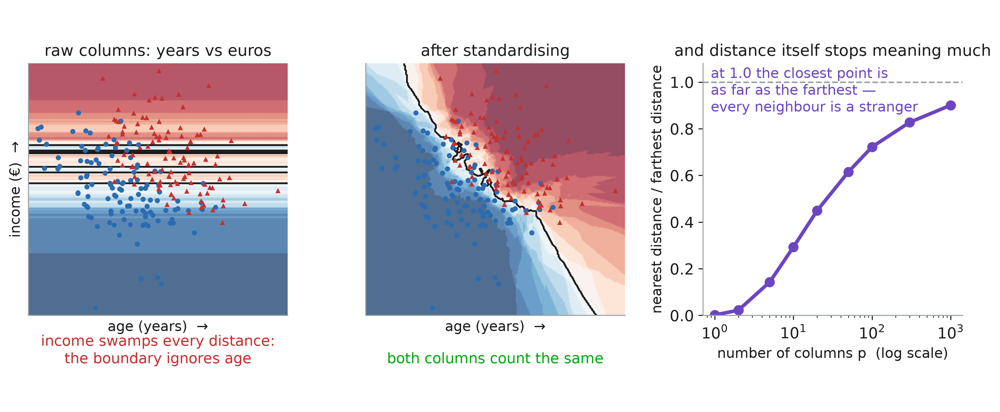 raw columns: years vs euros
income (€) →
age (years) →
income swamps every distance:
the boundary ignores age
after standardising
age (years) →
both columns count the same
and distance itself stops meaning much
nearest distance / farthest distance
at 1.0 the closest point is
as far as the farthest —
every neighbour is a stranger
1.0
0.8
0.6
0.4
0.2
0.0
10⁰ 10¹ 10² 10³
number of columns p (log scale)